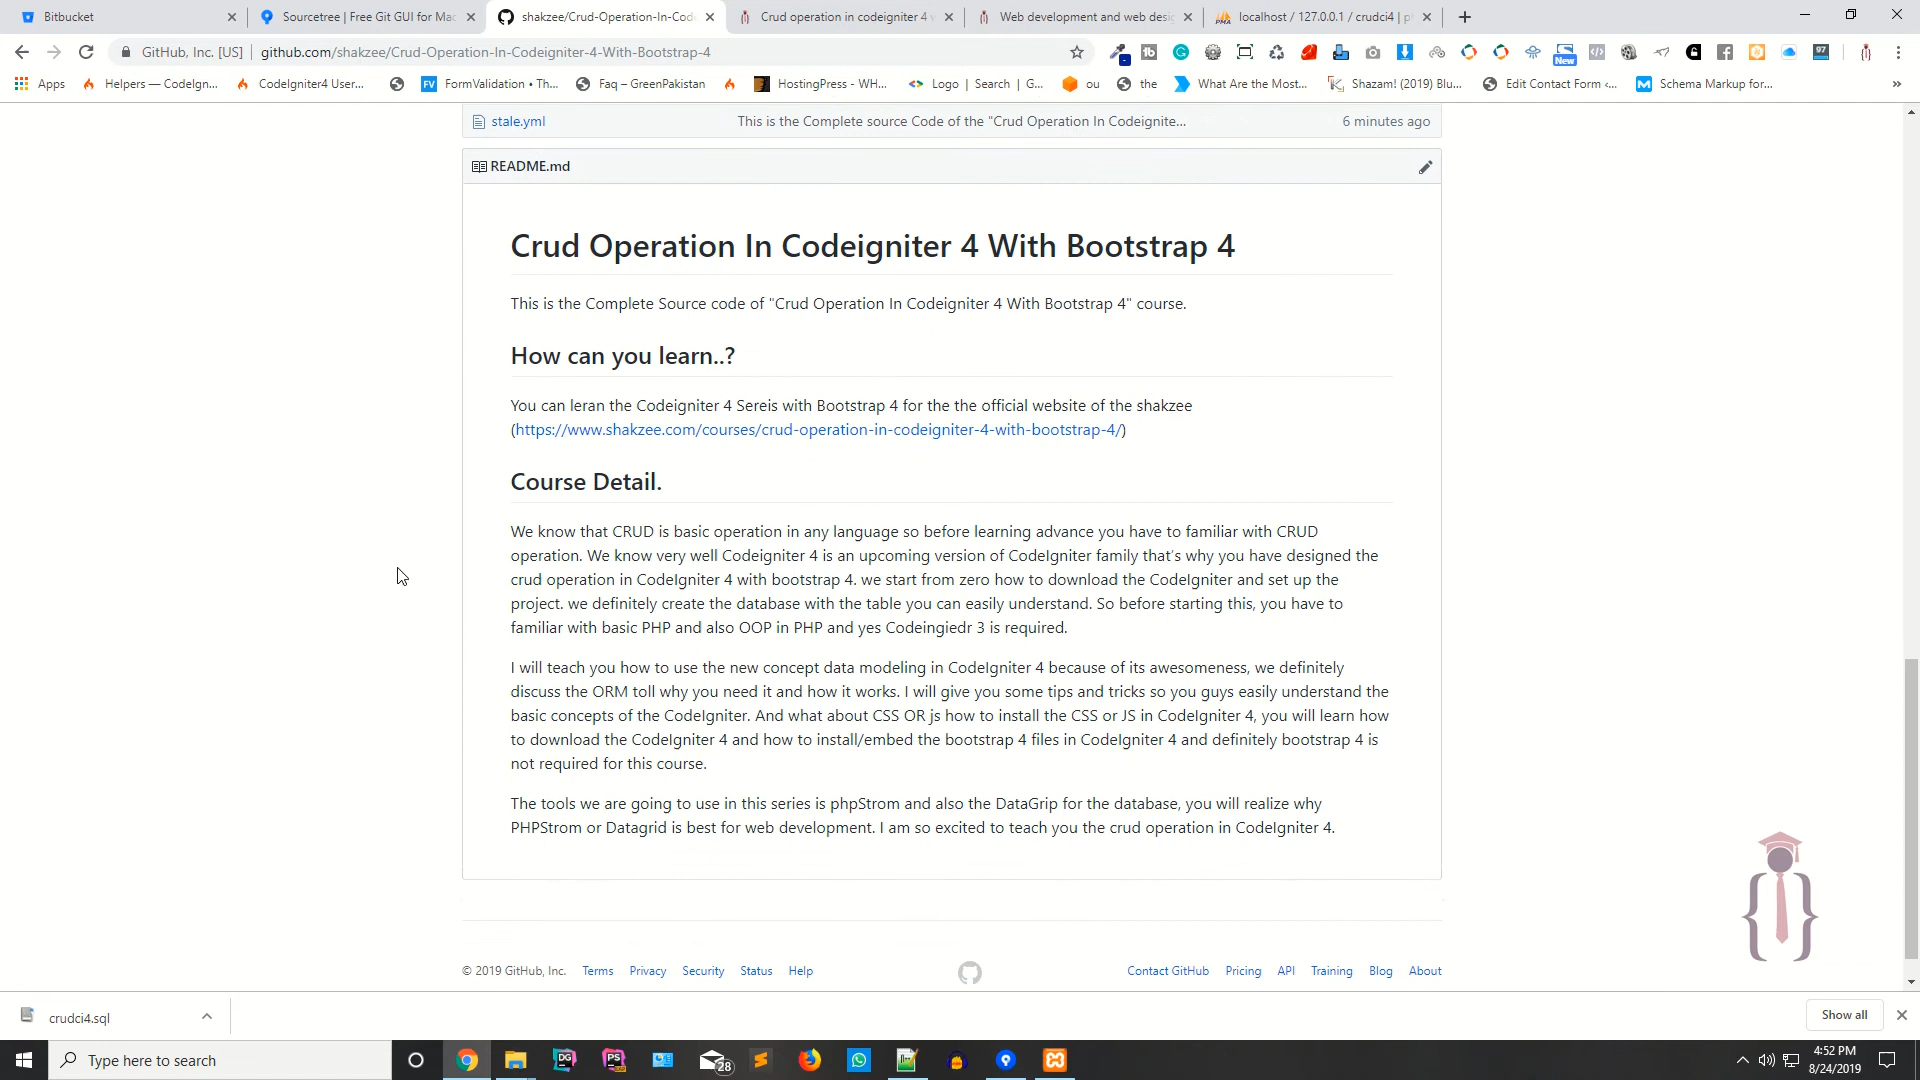 Bitbucket
Sourcetree | Free Git GUI for Mac
shakzee/Crud-Operation-In-Code
Crud operation in codeigniter 4 w
Web development and web desi
localhost / 127.0.0.1 / crudci4 | p
GitHub, Inc. [US] | github.com/shakzee/Crud-Operation-In-Codeigniter-4-With-Bootstrap-4
New
97
Apps
Helpers — CodeIgn...
CodeIgniter4 User...
FV FormValidation • Th...
Faq – GreenPakistan
HostingPress - WH...
Logo | Search | G...
ou
the
What Are the Most...
Shazam! (2019) Blu...
Edit Contact Form ‹...
Schema Markup for...
»
stale.yml
This is the Complete source Code of the "Crud Operation In Codeignite...
6 minutes ago
README.md
Crud Operation In Codeigniter 4 With Bootstrap 4
This is the Complete Source code of "Crud Operation In Codeigniter 4 With Bootstrap 4" course.
How can you learn..?
You can leran the Codeigniter 4 Sereis with Bootstrap 4 for the the official website of the shakzee
(https://www.shakzee.com/courses/crud-operation-in-codeigniter-4-with-bootstrap-4/)
Course Detail.
We know that CRUD is basic operation in any language so before learning advance you have to familiar with CRUD
operation. We know very well Codeigniter 4 is an upcoming version of CodeIgniter family that's why you have designed the
crud operation in CodeIgniter 4 with bootstrap 4. we start from zero how to download the CodeIgniter and set up the
project. we definitely create the database with the table you can easily understand. So before starting this, you have to
familiar with basic PHP and also OOP in PHP and yes Codeingiedr 3 is required.
I will teach you how to use the new concept data modeling in CodeIgniter 4 because of its awesomeness, we definitely
discuss the ORM toll why you need it and how it works. I will give you some tips and tricks so you guys easily understand the
basic concepts of the CodeIgniter. And what about CSS OR js how to install the CSS or JS in CodeIgniter 4, you will learn how
to download the CodeIgniter 4 and how to install/embed the bootstrap 4 files in CodeIgniter 4 and definitely bootstrap 4 is
not required for this course.
The tools we are going to use in this series is phpStrom and also the DataGrip for the database, you will realize why
PHPStrom or Datagrid is best for web development. I am so excited to teach you the crud operation in CodeIgniter 4.
© 2019 GitHub, Inc.
Terms
Privacy
Security
Status
Help
Contact GitHub
Pricing
API
Training
Blog
About
crudci4.sql
Show all
Type here to search
DG
PS
28
4:52 PM
8/24/2019